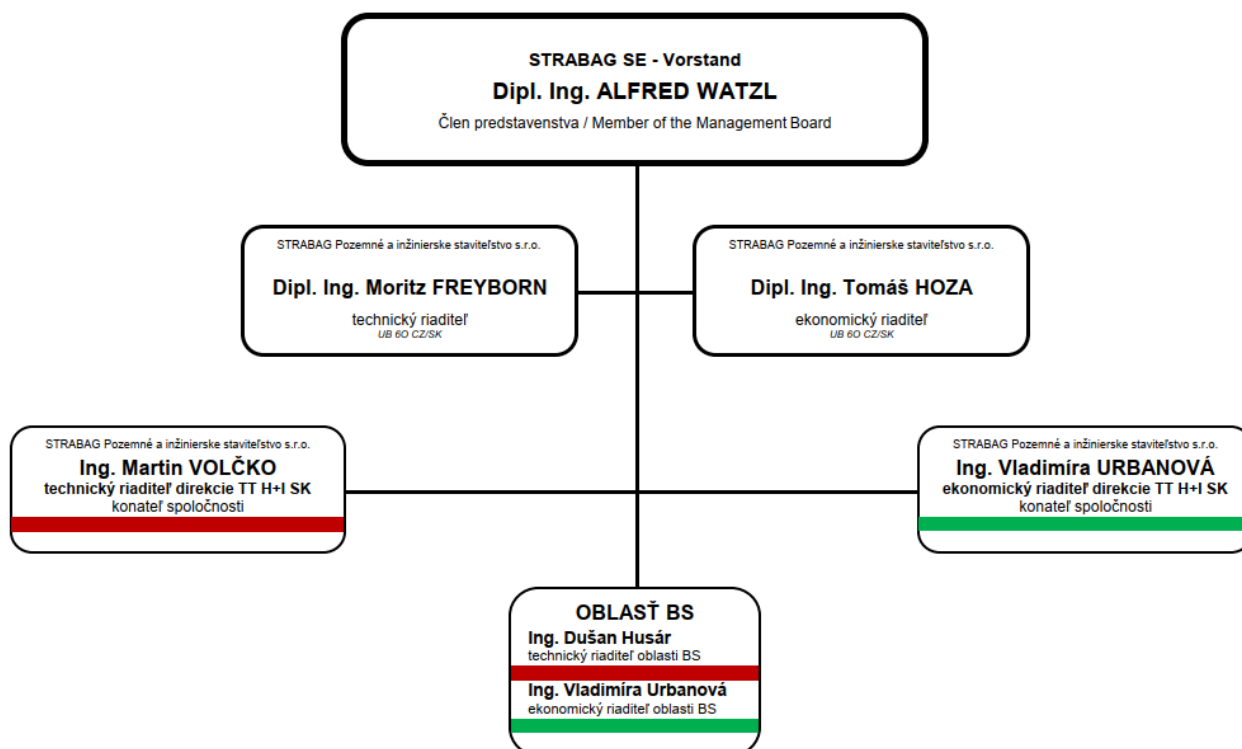 STRABAG SE - Vorstand
Dipl. Ing. ALFRED WATZL
Člen predstavenstva / Member of the Management Board
STRABAG Pozemné a inžinierske staviteľstvo s.r.o.
Dipl. Ing. Moritz FREYBORN
technický riaditeľ
UB 6O CZ/SK
STRABAG Pozemné a inžinierske staviteľstvo s.r.o.
Dipl. Ing. Tomáš HOZA
ekonomický riaditeľ
UB 6O CZ/SK
STRABAG Pozemné a inžinierske staviteľstvo s.r.o.
Ing. Martin VOLČKO
technický riaditeľ direkcie TT H+I SK
konateľ spoločnosti
STRABAG Pozemné a inžinierske staviteľstvo s.r.o.
Ing. Vladimíra URBANOVÁ
ekonomický riaditeľ direkcie TT H+I SK
konateľ spoločnosti
OBLASŤ BS
Ing. Dušan Husár
technický riaditeľ oblasti BS
Ing. Vladimíra Urbanová
ekonomický riaditeľ oblasti BS